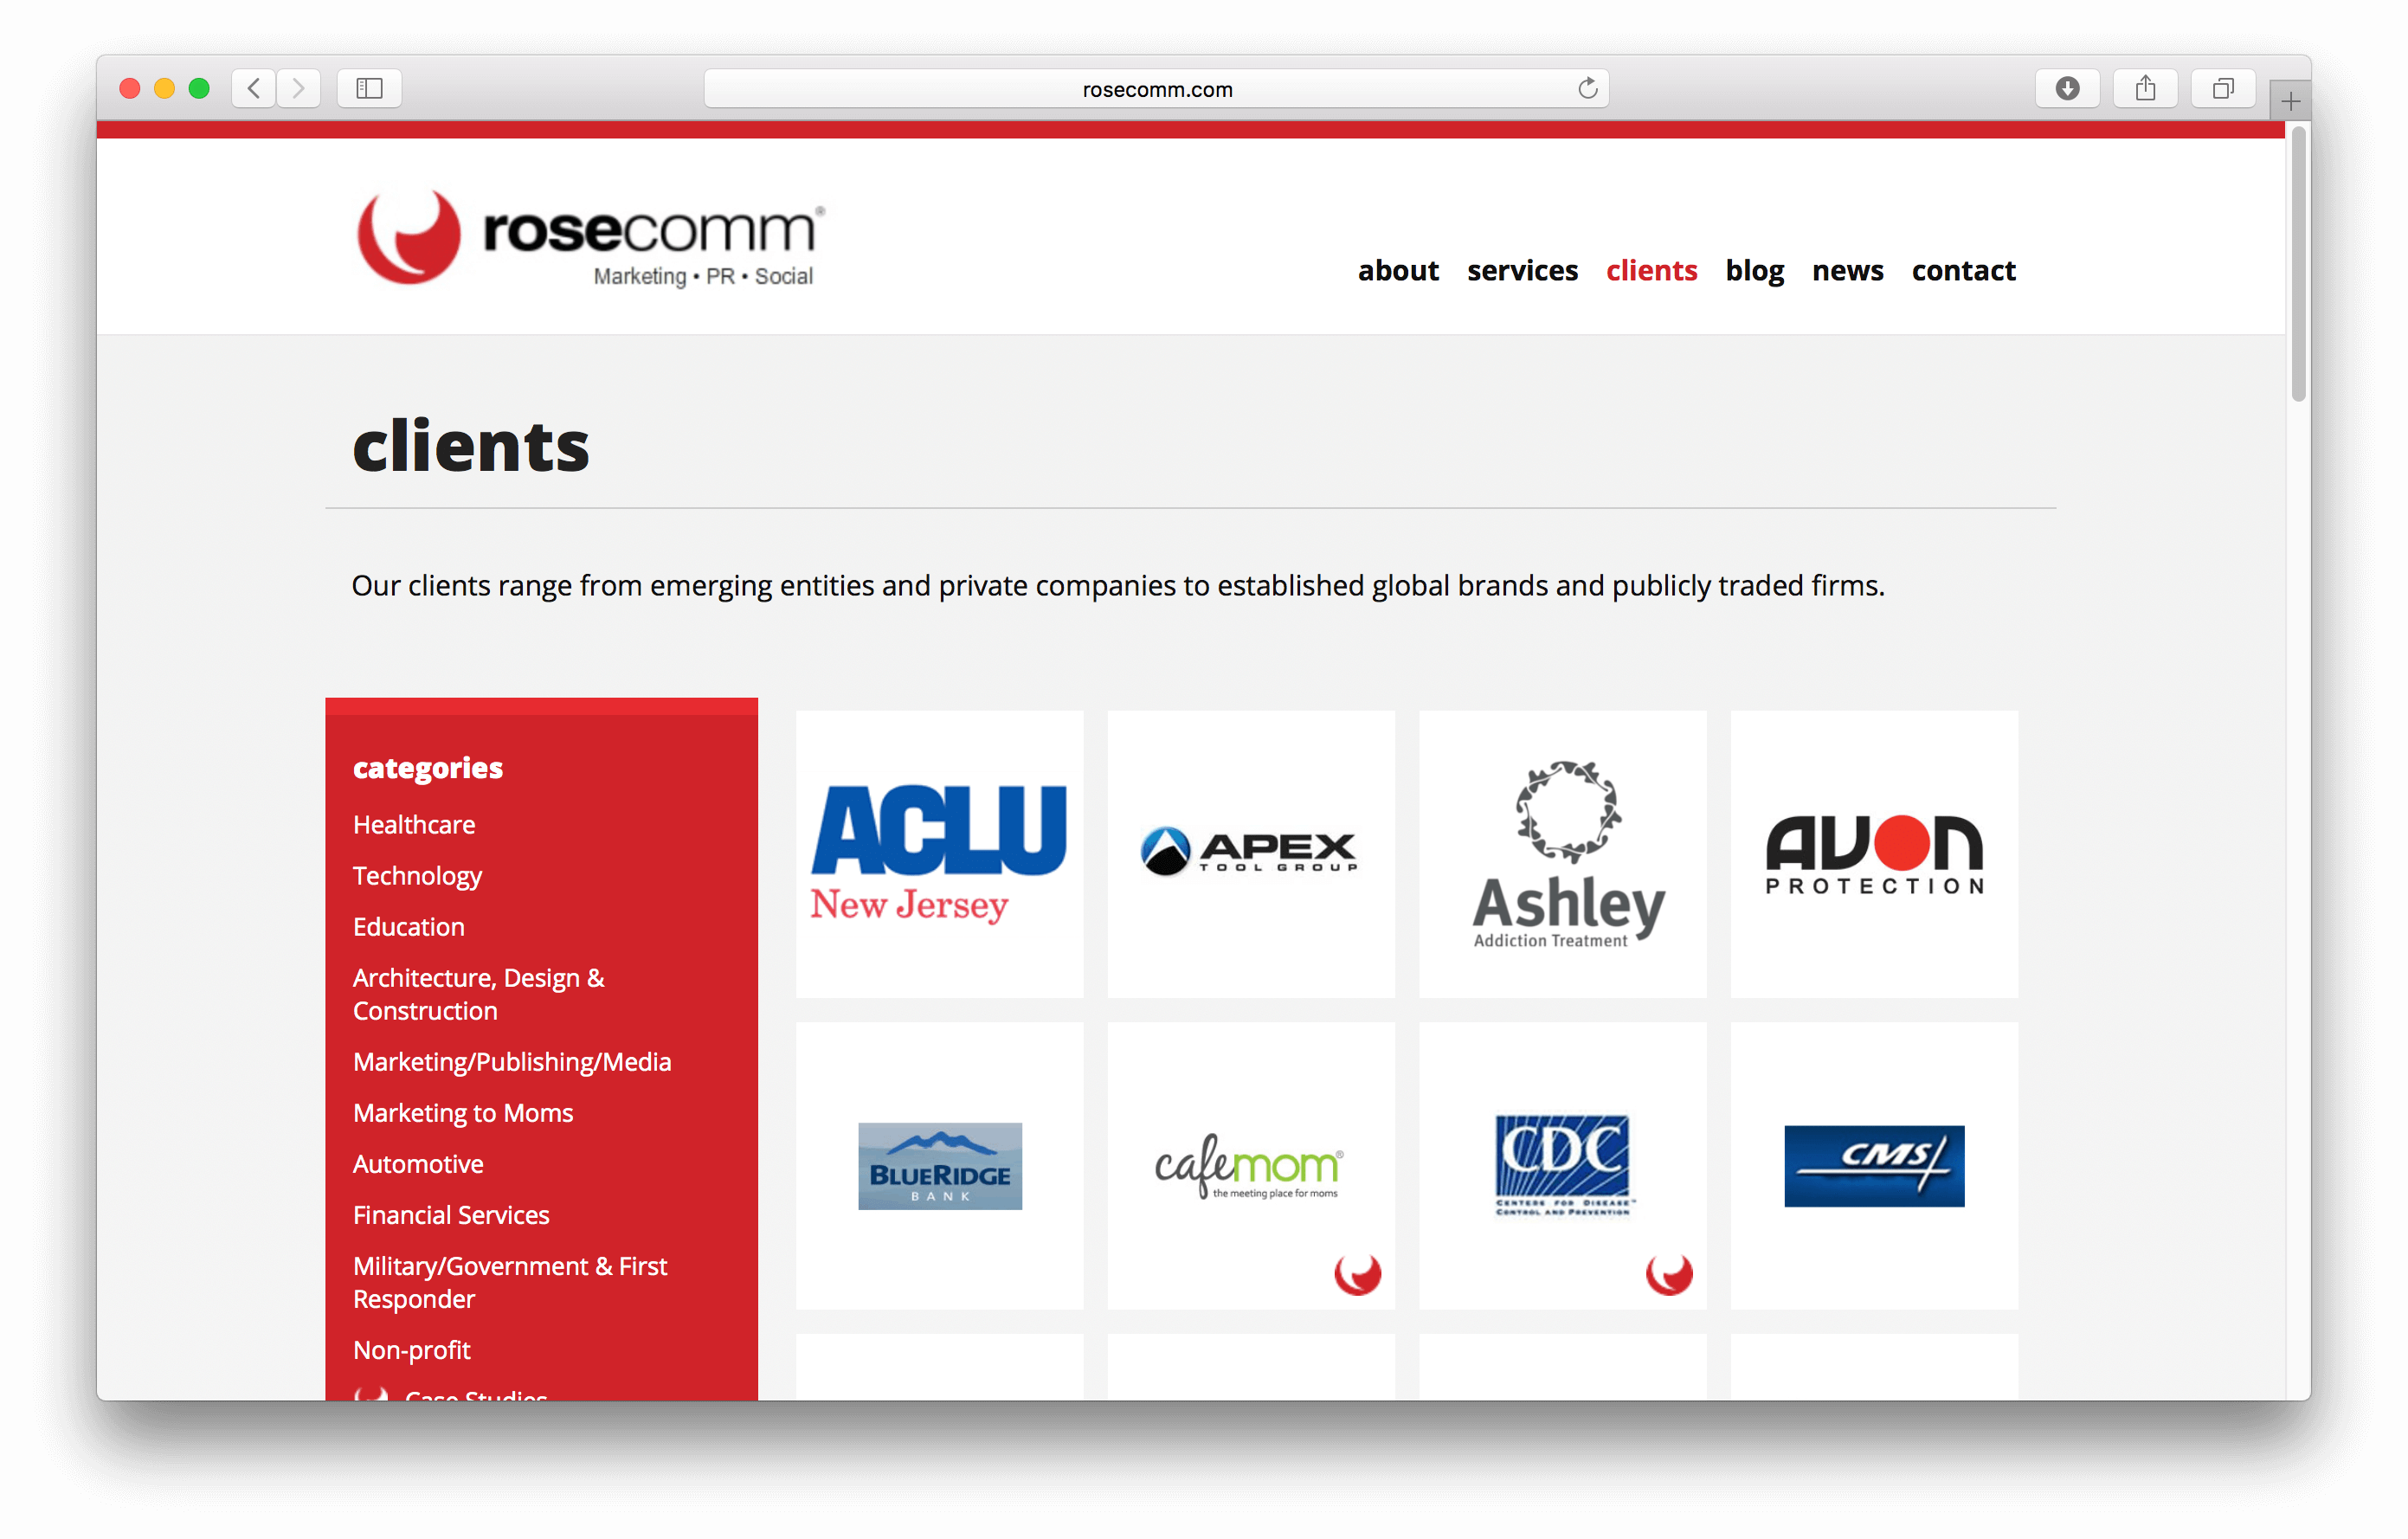 rosecomm.com
rosecomm®
Marketing • PR • Social
about services clients blog news contact
clients
Our clients range from emerging entities and private companies to established global brands and publicly traded firms.
categories
Healthcare
Technology
Education
Architecture, Design &
Construction
Marketing/Publishing/Media
Marketing to Moms
Automotive
Financial Services
Military/Government & First
Responder
Non-profit
Case Studies
ACLU
New Jersey
APEX
TOOL GROUP
Ashley
Addiction Treatment
AVON
PROTECTION
BLUERIDGE
BANK
cafemom®
the meeting place for moms
CDC
CENTERS FOR DISEASE™
CONTROL AND PREVENTION
CMS